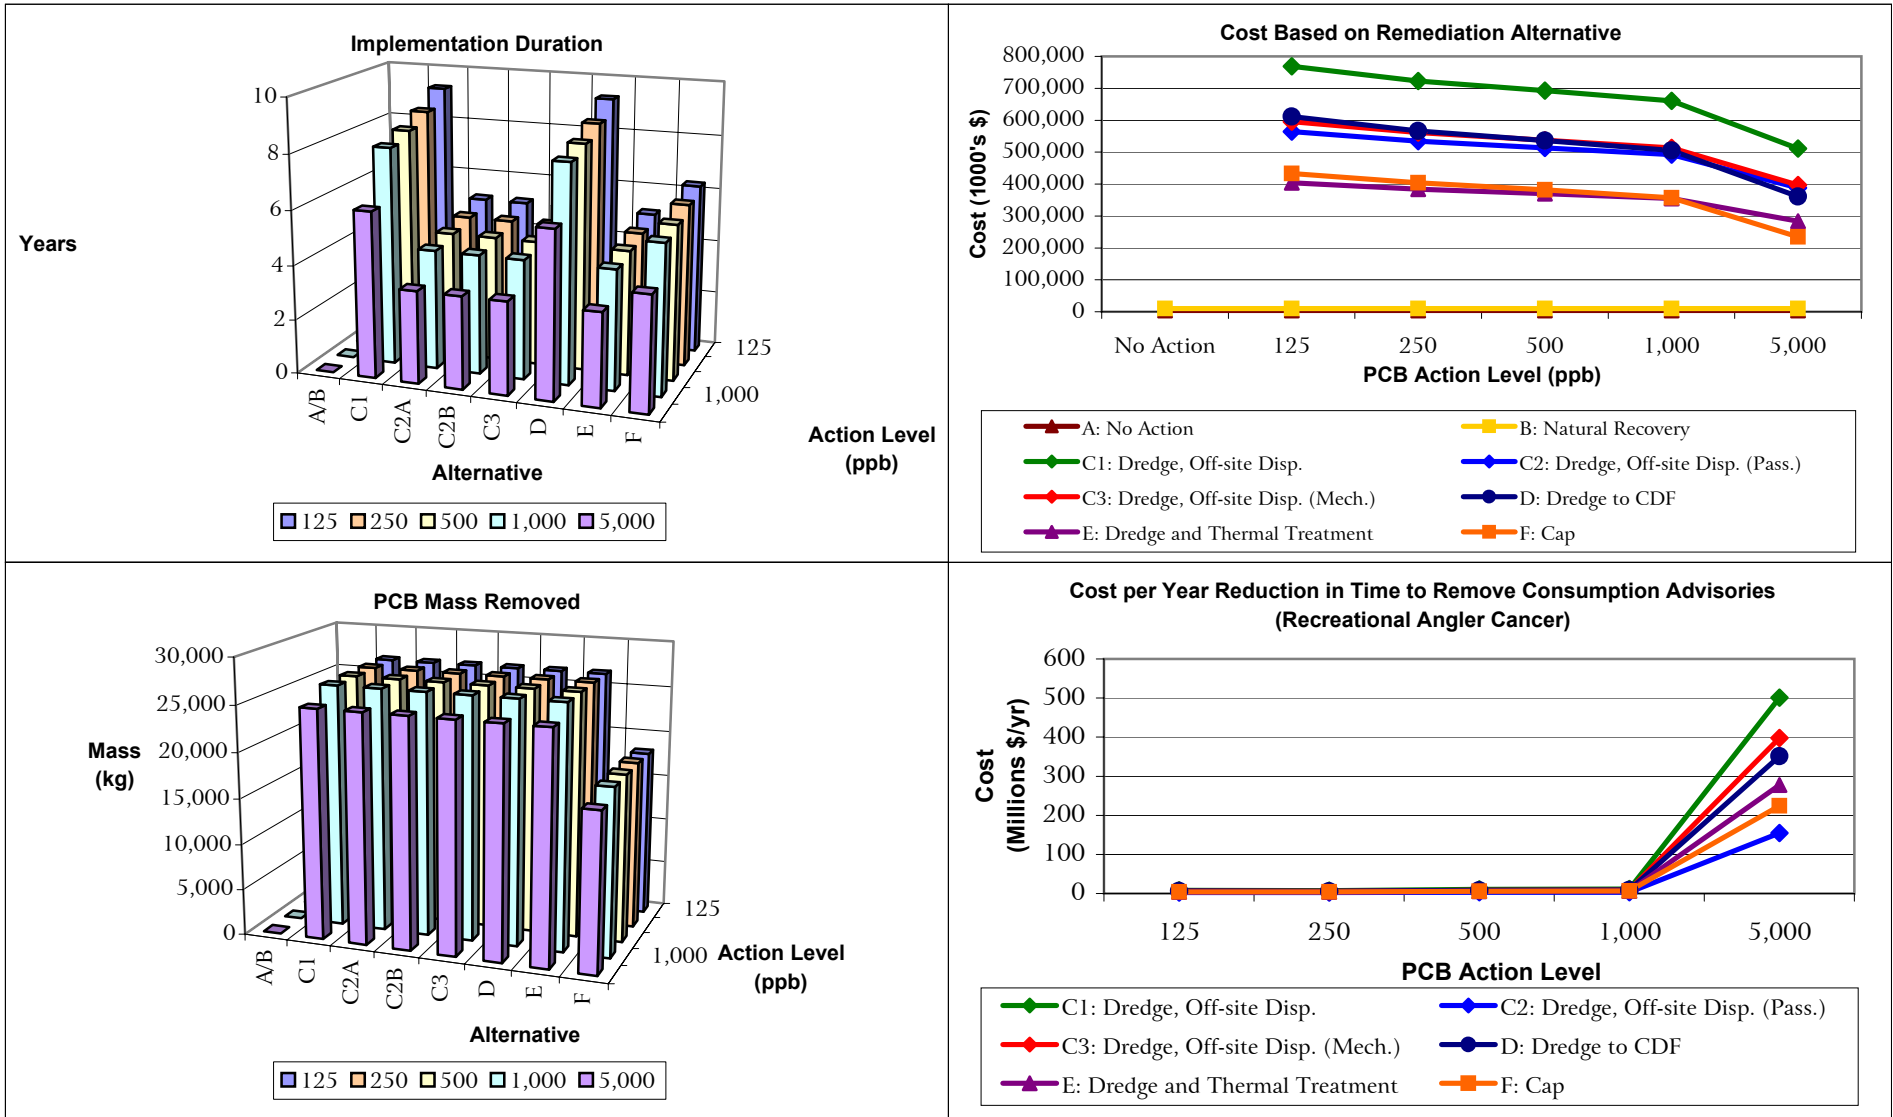 Implementation Duration
10
8
6
4
2
0
Years
A/B
C1
C2A
C2B
C3
D
E
F
125
1,000
Action Level
(ppb)
Alternative
125 250 500 1,000 5,000
Cost Based on Remediation Alternative
800,000
700,000
600,000
500,000
400,000
300,000
200,000
100,000
0
Cost (1000's $)
No Action 125 250 500 1,000 5,000
PCB Action Level (ppb)
A: No Action B: Natural Recovery
C1: Dredge, Off-site Disp. C2: Dredge, Off-site Disp. (Pass.)
C3: Dredge, Off-site Disp. (Mech.) D: Dredge to CDF
E: Dredge and Thermal Treatment F: Cap
PCB Mass Removed
30,000
25,000
20,000
15,000
10,000
5,000
0
Mass
(kg)
A/B
C1
C2A
C2B
C3
D
E
F
125
1,000
Action Level
(ppb)
Alternative
125 250 500 1,000 5,000
Cost per Year Reduction in Time to Remove Consumption Advisories
(Recreational Angler Cancer)
600
500
400
300
200
100
0
Cost
(Millions $/yr)
125 250 500 1,000 5,000
PCB Action Level
C1: Dredge, Off-site Disp. C2: Dredge, Off-site Disp. (Pass.)
C3: Dredge, Off-site Disp. (Mech.) D: Dredge to CDF
E: Dredge and Thermal Treatment F: Cap